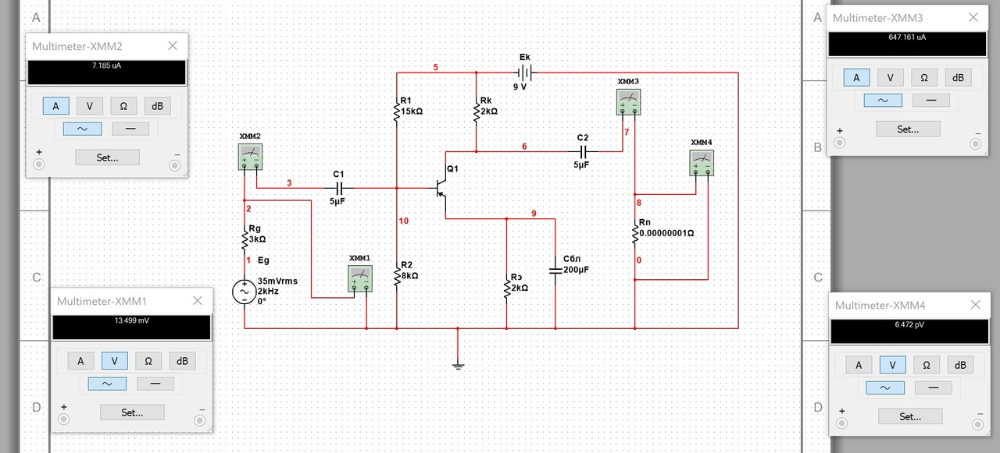 A
A
Multimeter-XMM2
7.185 uA
A V Ω dB
Set...
+
−
Multimeter-XMM3
647.161 uA
A V Ω dB
Set...
+
−
Ek
5
9 V
XMM3
R1
15kΩ
Rk
2kΩ
7
B
XMM2
C2
6
5µF
XMM4
Q1
C1
3
5µF
2
10
9
8
Rg
3kΩ
Rn
0.00000001Ω
1
Eg
XMM1
Cбл
200µF
0
R2
8kΩ
Rэ
2kΩ
C
C
+
−
35mVrms
2kHz
0°
Multimeter-XMM1
13.499 mV
A V Ω dB
Set...
+
−
Multimeter-XMM4
6.472 pV
A V Ω dB
Set...
+
−
D
D